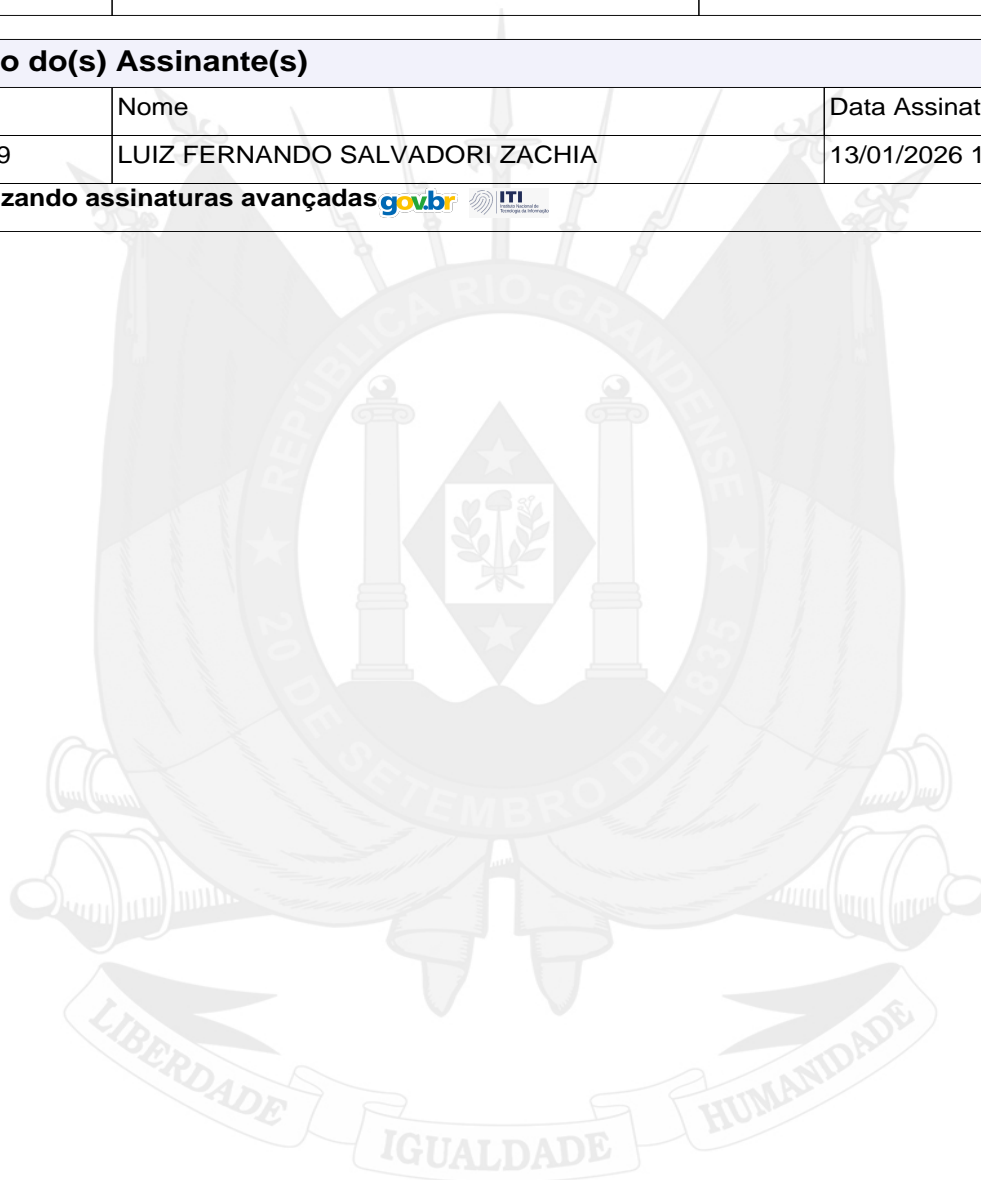 o do(s) Assinante(s)
Nome Data Assinat
9 LUIZ FERNANDO SALVADORI ZACHIA 13/01/2026 1
zando assinaturas avançadas gov.br ITI
REPÚBLICA RIO-GRANDENSE
★ 20 DE SETEMBRO DE 1835 ★
LIBERDADE IGUALDADE HUMANIDADE